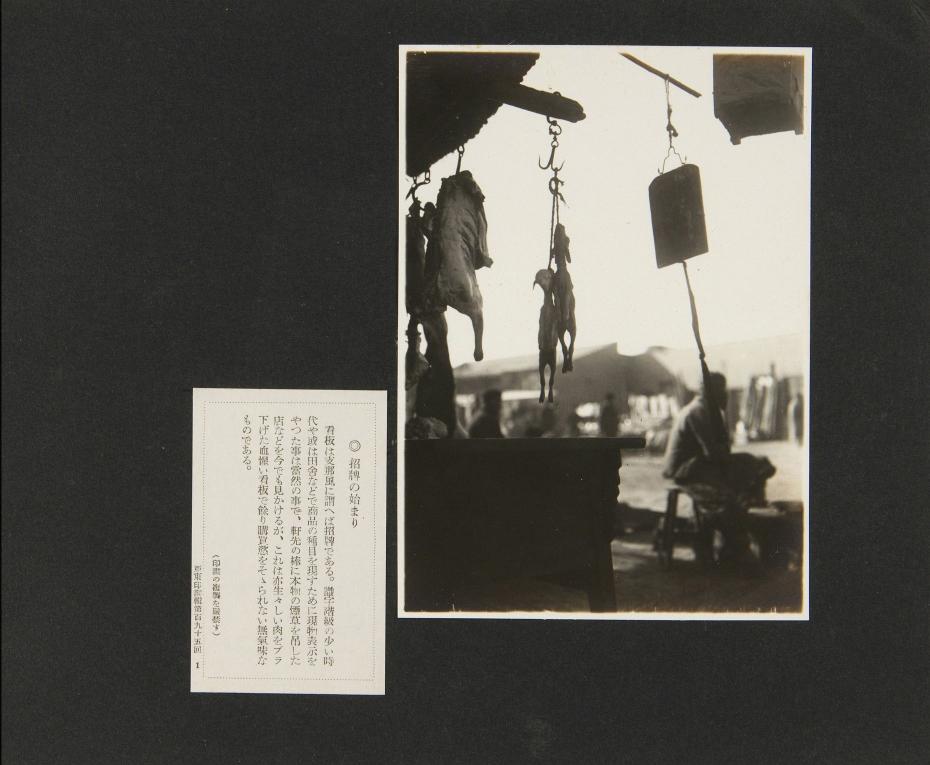 ◎ 招牌の始まり
看板は支那風に謂へば招牌である。識字階級の少い時
代や或は田舎などで商品の種目を現すために現物表示を
やつた事は當然の事で、軒先の棒に本物の煙草を吊した
店などを今でも見かけるが、これは亦生々しい肉をブラ
下げた血腥い看板で餘り購買慾をそゝられない無氣味な
ものである。
(印畫の複製を嚴禁す)
亞東印畫輯第百九十五回 1